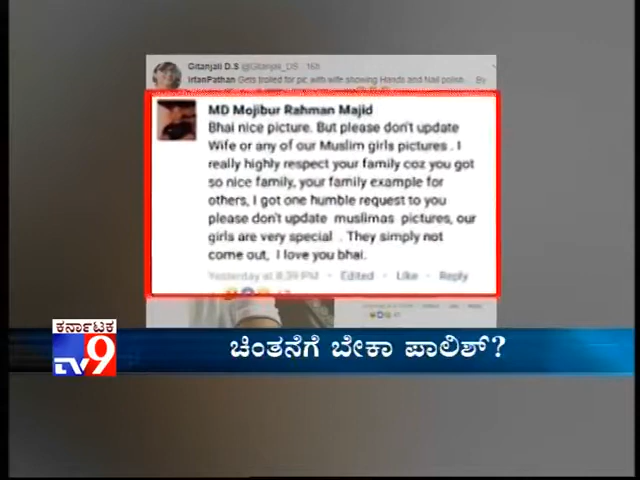 Gitanjali D.S @Gitanjali_DS · 16h
IrfanPathan Gets trolled for pic with wife showing Hands and Nail polish.. By
MD Mojibur Rahman Majid
Bhai nice picture. But please don't update
Wife or any of our Muslim girls pictures . I
really highly respect your family coz you got
so nice family, your family example for
others, I got one humble request to you
please don't update muslimas pictures, our
girls are very special . They simply not
come out, I love you bhai.
Yesterday at 8:39 PM · Edited · Like · Reply
ಕರ್ನಾಟಕ
TV9
ಚಿಂತನೆಗೆ ಬೇಕಾ ಪಾಲಿಶ್?